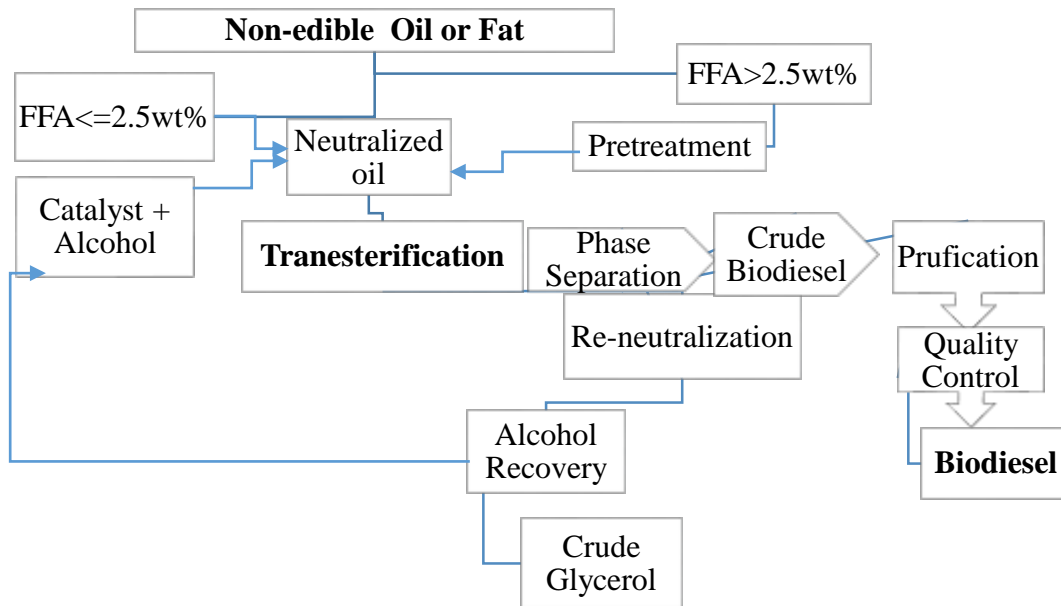 Non-edible Oil or Fat
FFA<=2.5wt%
FFA>2.5wt%
Neutralized
oil
Pretreatment
Catalyst +
Alcohol
Tranesterification
Phase
Separation
Crude
Biodiesel
Prufication
Re-neutralization
Quality
Control
Alcohol
Recovery
Biodiesel
Crude
Glycerol